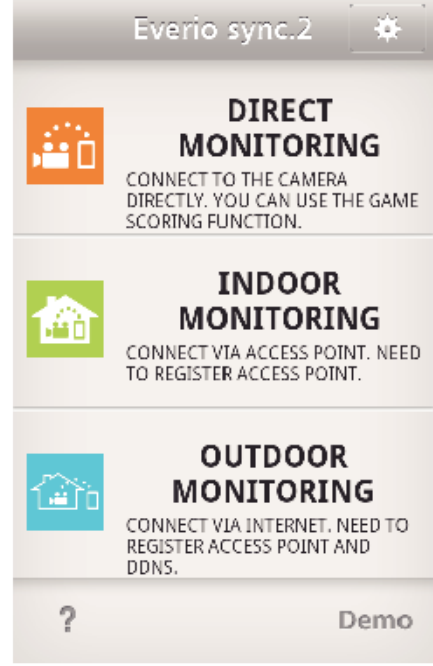 Everio sync.2
DIRECT
MONITORING
CONNECT TO THE CAMERA
DIRECTLY. YOU CAN USE THE GAME
SCORING FUNCTION.
INDOOR
MONITORING
CONNECT VIA ACCESS POINT. NEED
TO REGISTER ACCESS POINT.
OUTDOOR
MONITORING
CONNECT VIA INTERNET. NEED TO
REGISTER ACCESS POINT AND
DDNS.
? Demo